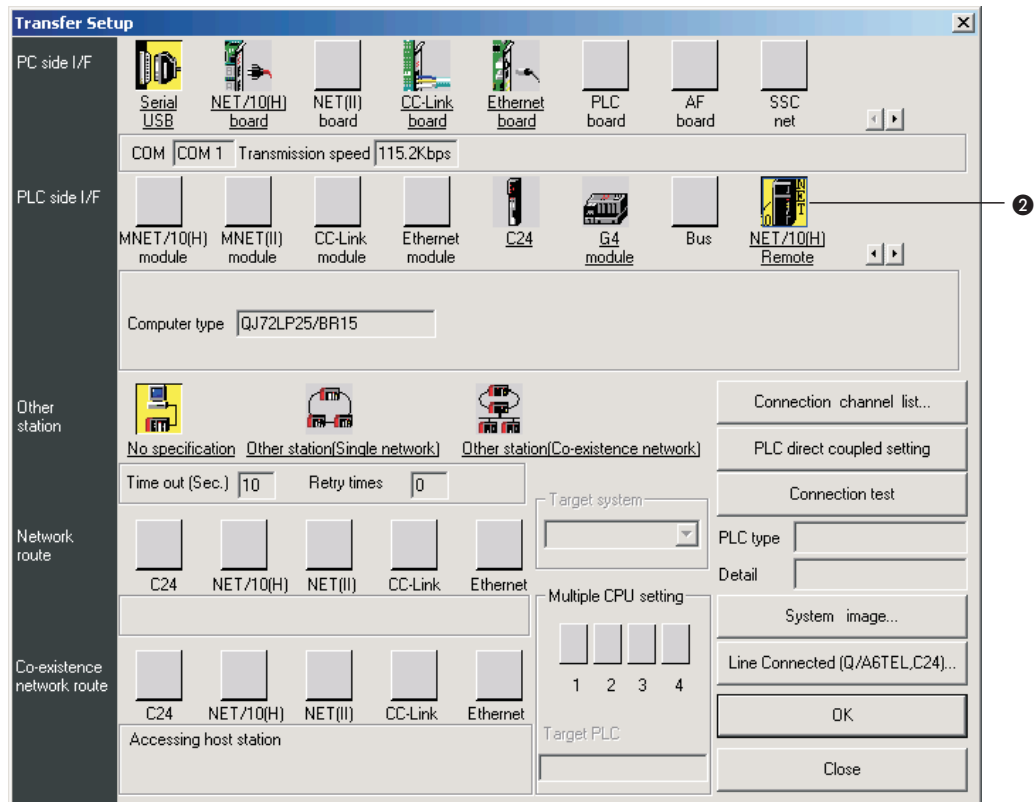 Transfer Setup
PC side I/F
Serial USB
NET/10(H) board
NET(II) board
CC-Link board
Ethernet board
PLC board
AF board
SSC net
COM COM 1 Transmission speed 115.2Kbps
PLC side I/F
MNET/10(H) module
MNET(II) module
CC-Link module
Ethernet module
C24
G4 module
Bus
NET/10(H) Remote
10
NET
2
Computer type QJ72LP25/BR15
Other station
No specification
Other station(Single network)
Other station(Co-existence network)
Time out (Sec.) 10 Retry times 0
Target system
Connection channel list...
PLC direct coupled setting
Connection test
PLC type
Detail
System image...
Line Connected (Q/A6TEL,C24)...
OK
Close
Network route
C24 NET/10(H) NET(II) CC-Link Ethernet
Multiple CPU setting
1 2 3 4
Target PLC
Co-existence network route
C24 NET/10(H) NET(II) CC-Link Ethernet
Accessing host station